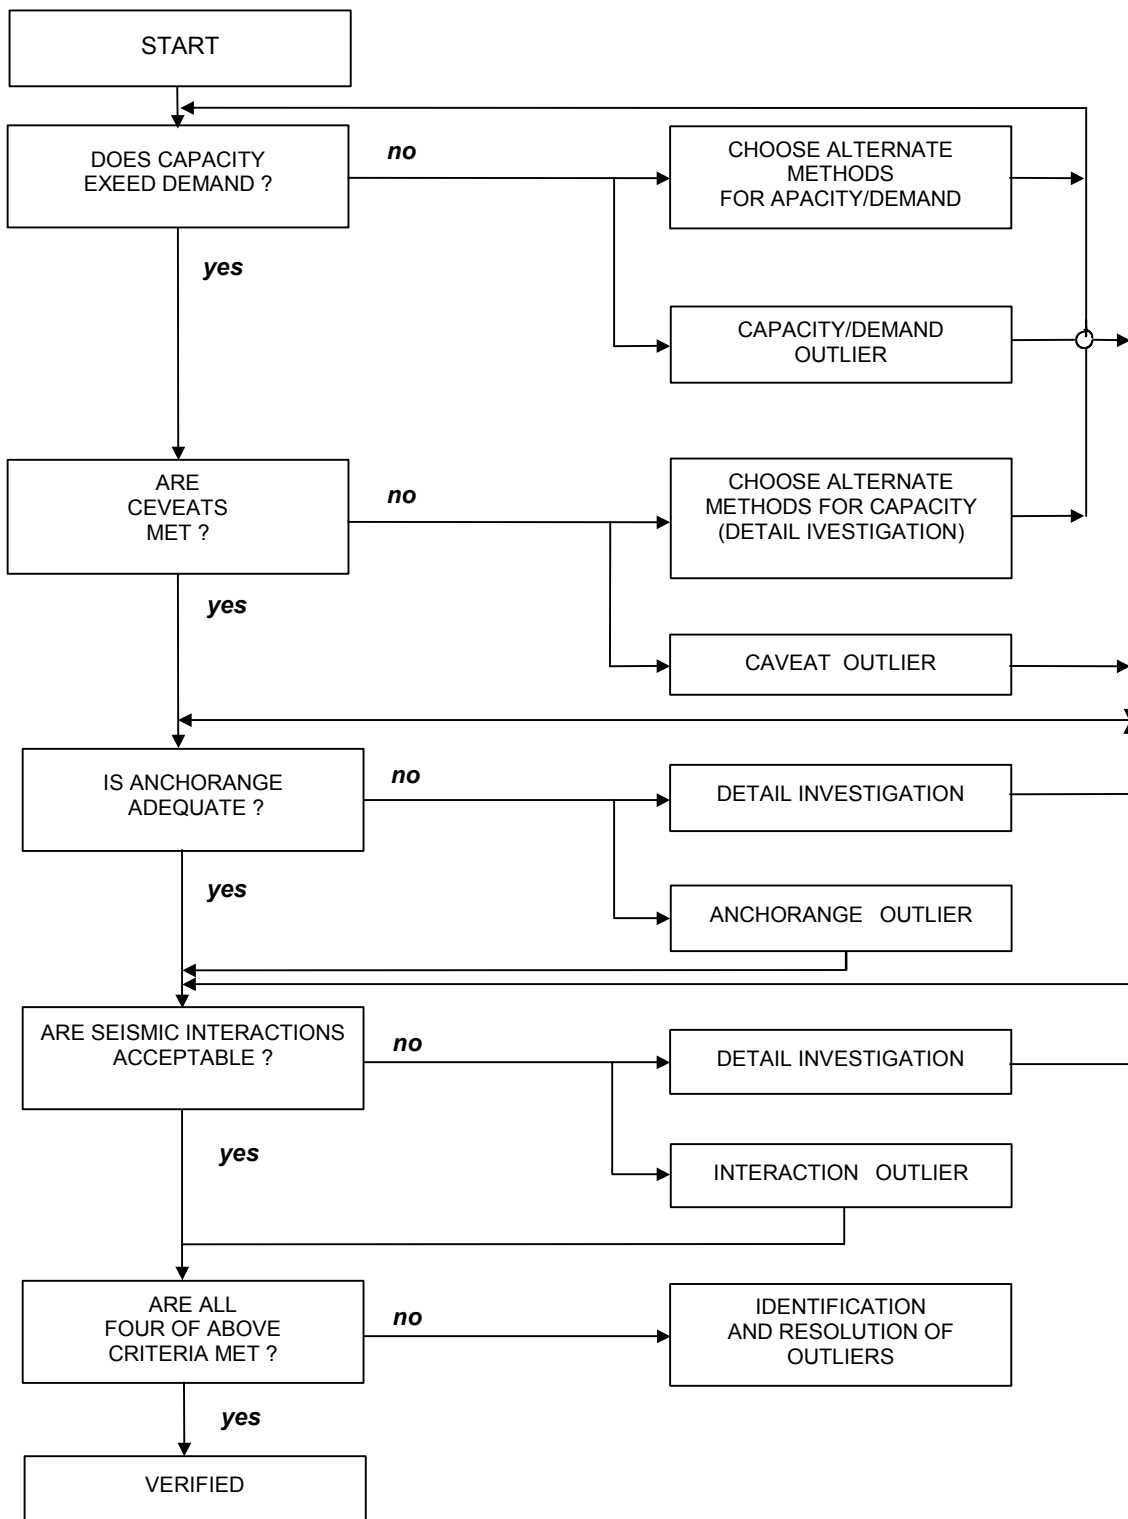 START
DOES CAPACITY
EXEED DEMAND ?
no
CHOOSE ALTERNATE
METHODS
FOR APACITY/DEMAND
yes
CAPACITY/DEMAND
OUTLIER
ARE
CEVEATS
MET ?
no
CHOOSE ALTERNATE
METHODS FOR CAPACITY
(DETAIL IVESTIGATION)
yes
CAVEAT OUTLIER
IS ANCHORANGE
ADEQUATE ?
no
DETAIL INVESTIGATION
yes
ANCHORANGE OUTLIER
ARE SEISMIC INTERACTIONS
ACCEPTABLE ?
no
DETAIL INVESTIGATION
yes
INTERACTION OUTLIER
ARE ALL
FOUR OF ABOVE
CRITERIA MET ?
no
IDENTIFICATION
AND RESOLUTION OF
OUTLIERS
yes
VERIFIED